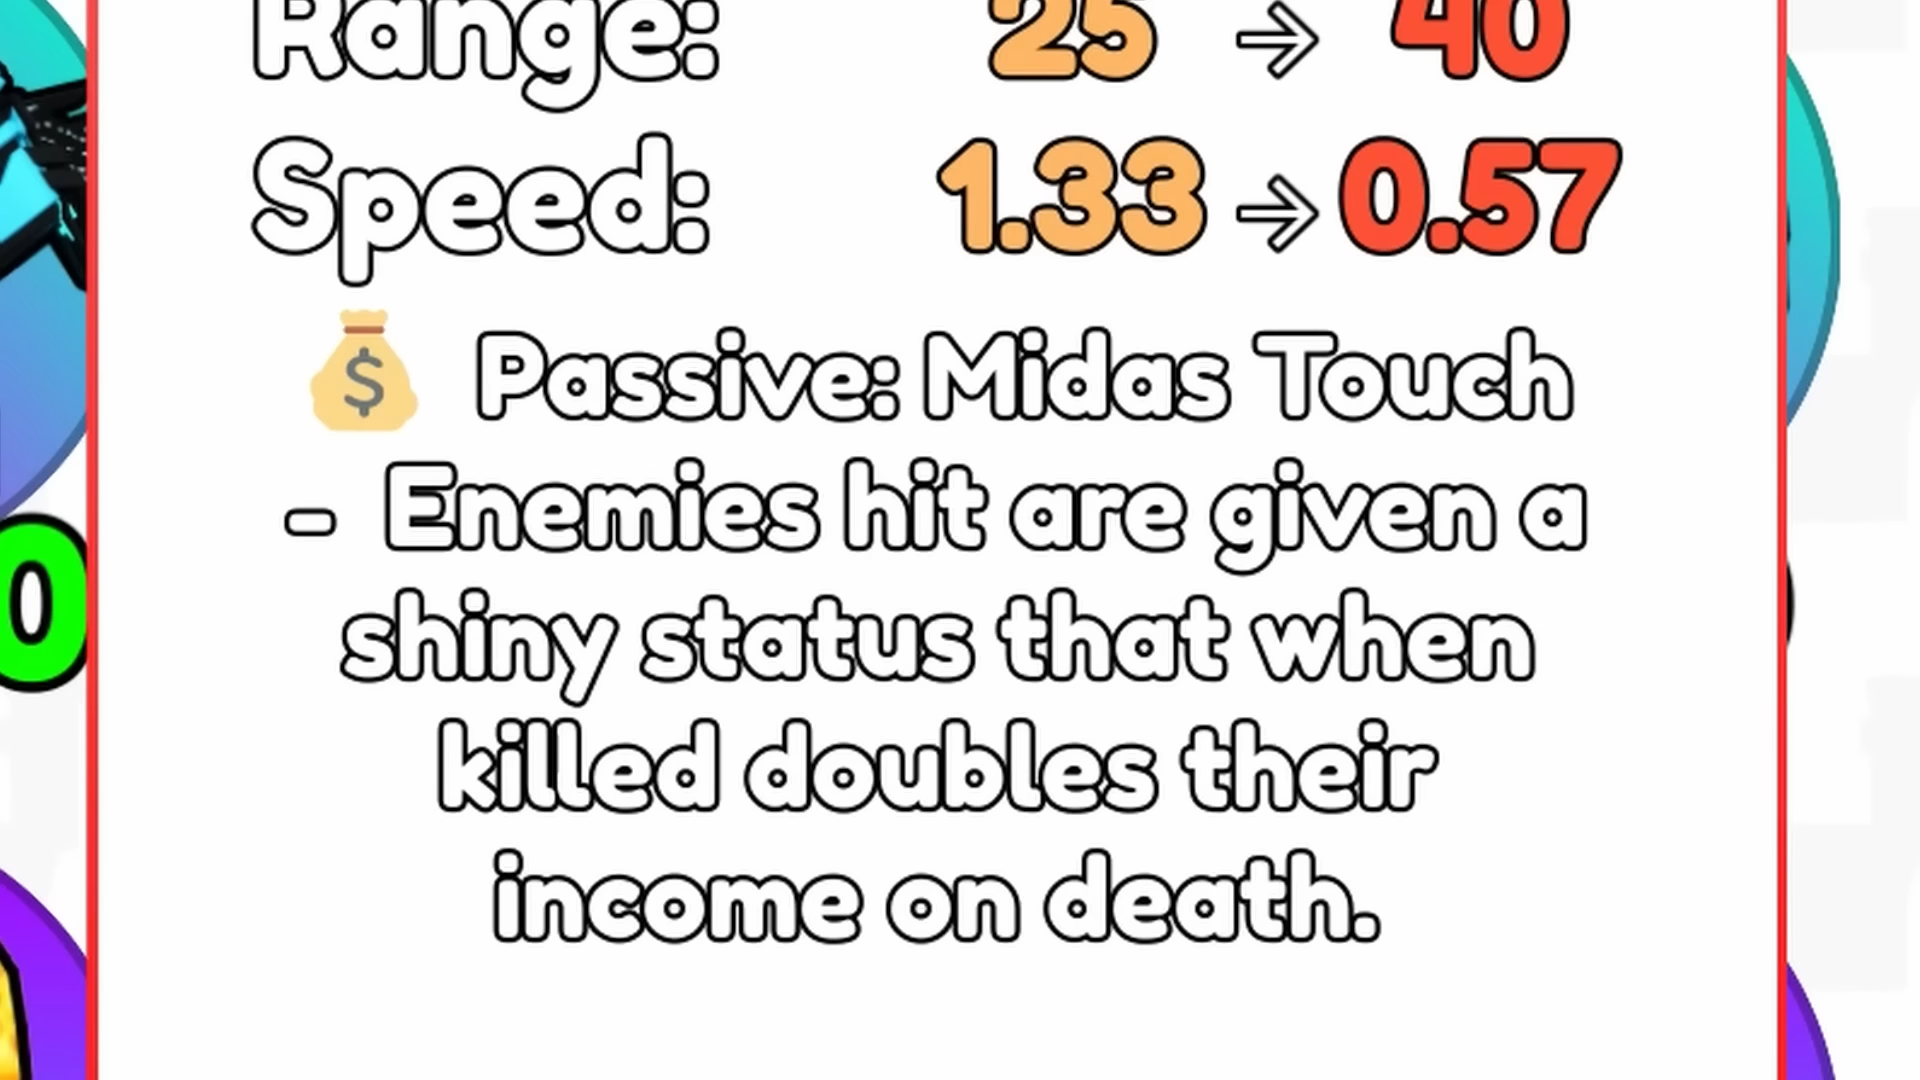 Range: 25 → 40
Speed: 1.33 → 0.57
💰 Passive: Midas Touch
- Enemies hit are given a
shiny status that when
killed doubles their
income on death.
0